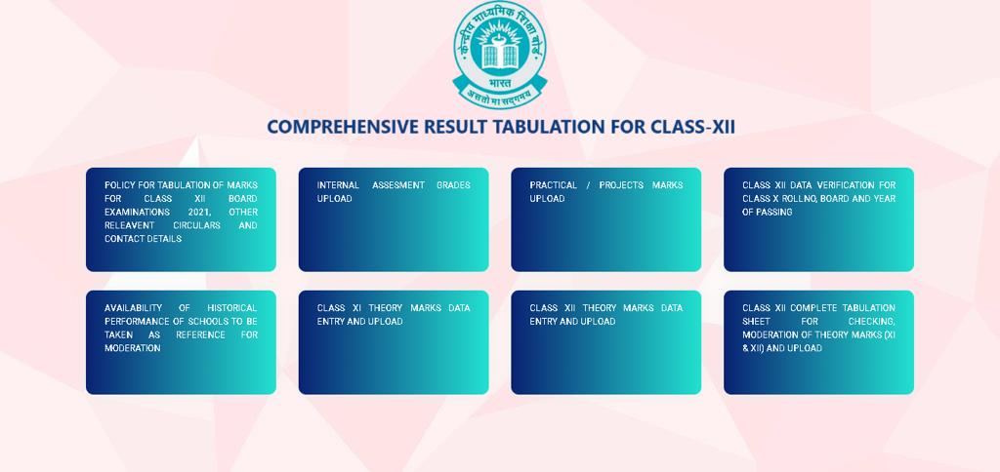 केन्द्रीय माध्यमिक शिक्षा बोर्ड
भारत
असतो मा सद्गमय
COMPREHENSIVE RESULT TABULATION FOR CLASS-XII
POLICY FOR TABULATION OF MARKS
FOR CLASS XII BOARD
EXAMINATIONS 2021, OTHER
RELEAVENT CIRCULARS AND
CONTACT DETAILS
INTERNAL ASSESMENT GRADES
UPLOAD
PRACTICAL / PROJECTS MARKS
UPLOAD
CLASS XII DATA VERIFICATION FOR
CLASS X ROLLNO, BOARD AND YEAR
OF PASSING
AVAILABILITY OF HISTORICAL
PERFORMANCE OF SCHOOLS TO BE
TAKEN AS REFERENCE FOR
MODERATION
CLASS XI THEORY MARKS DATA
ENTRY AND UPLOAD
CLASS XII THEORY MARKS DATA
ENTRY AND UPLOAD
CLASS XII COMPLETE TABULATION
SHEET FOR CHECKING,
MODERATION OF THEORY MARKS (XI
& XII) AND UPLOAD